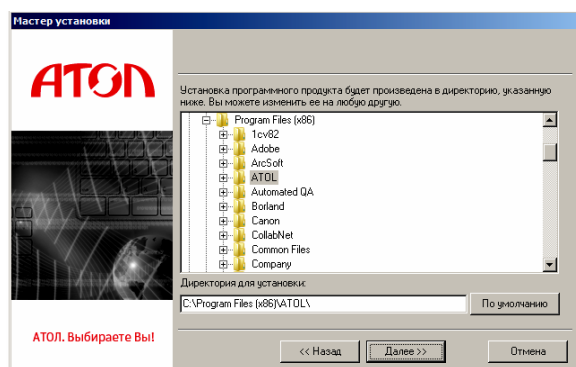 Мастер установки
АТОЛ
Установка программного продукта будет произведена в директорию, указанную
ниже. Вы можете изменить ее на любую другую.
Program Files (x86)
1cv82
Adobe
ArcSoft
ATOL
Automated QA
Borland
Canon
CollabNet
Common Files
Company
Директория для установки:
C:\Program Files (x86)\ATOL\
По умолчанию
АТОЛ. Выбираете Вы!
<< Назад
Далее >>
Отмена